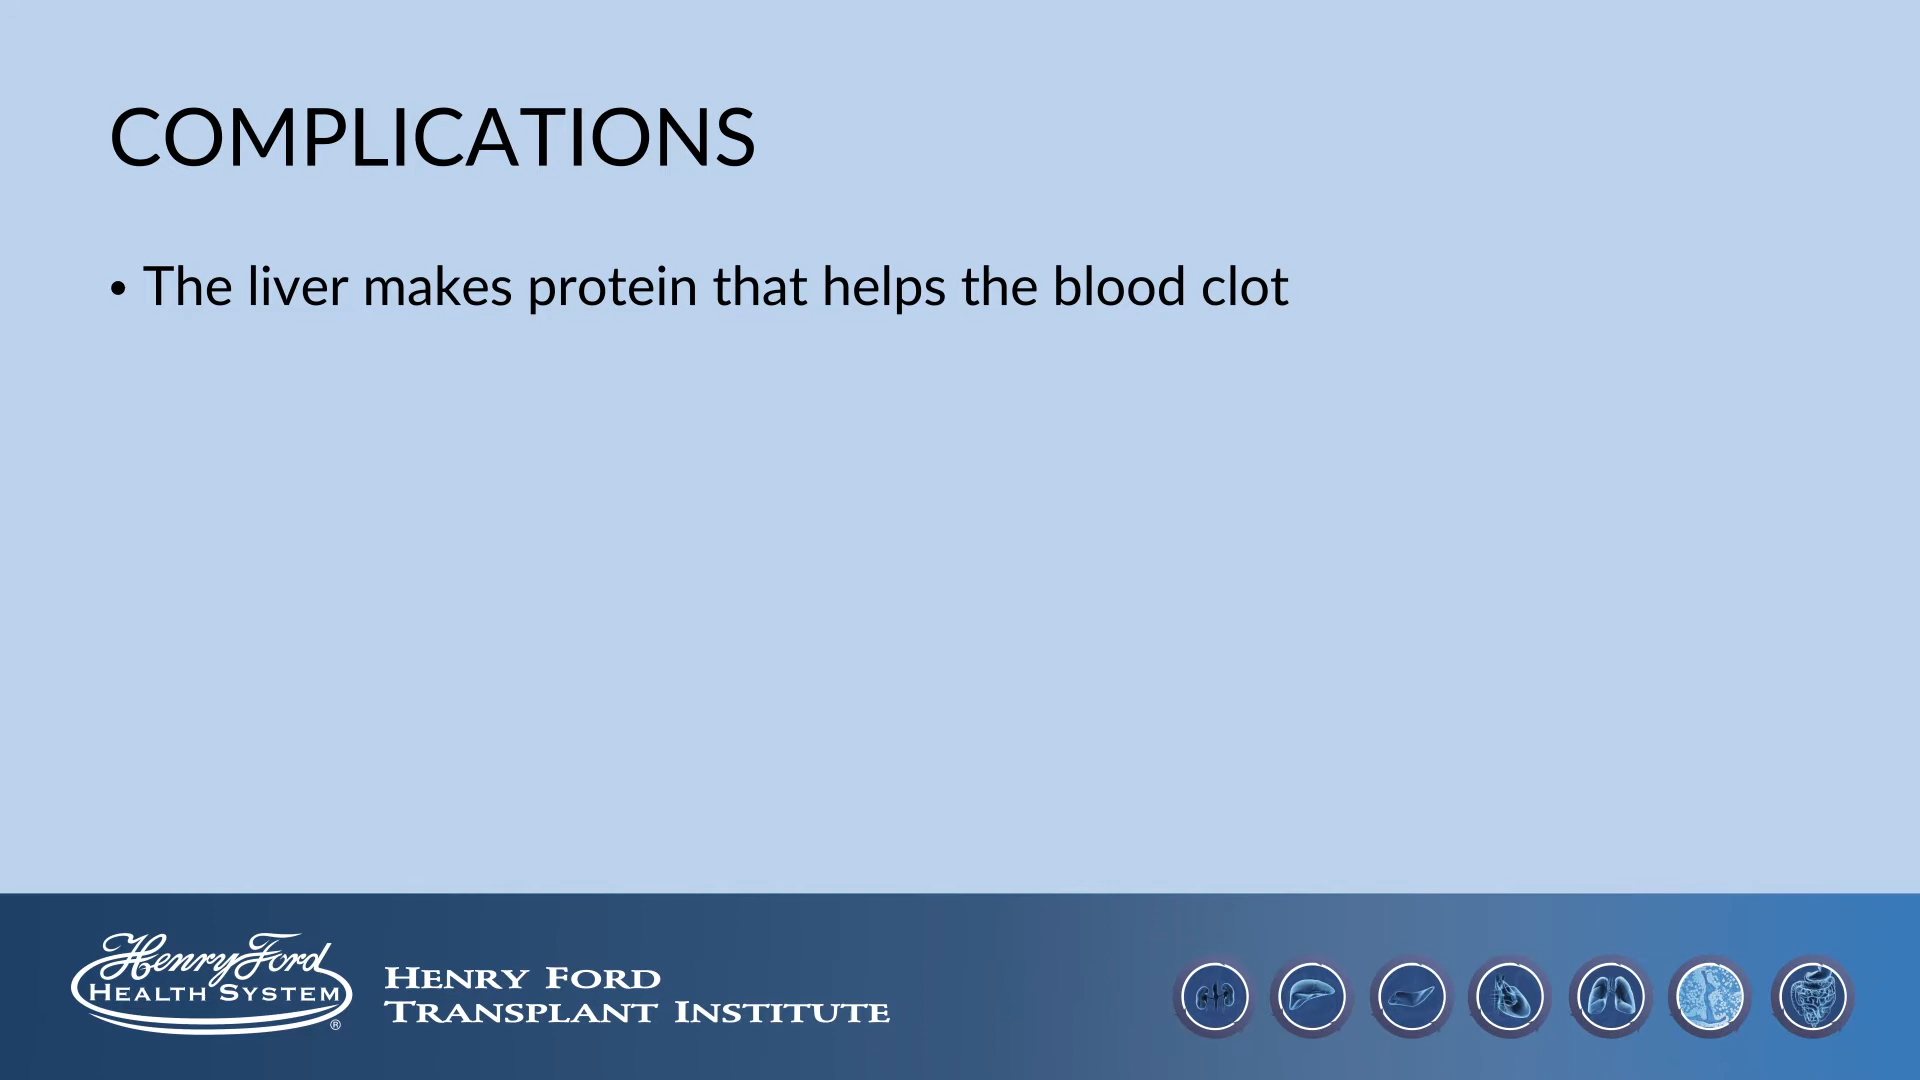 COMPLICATIONS
• The liver makes protein that helps the blood clot
Henry Ford
HEALTH SYSTEM
®
HENRY FORD
TRANSPLANT INSTITUTE